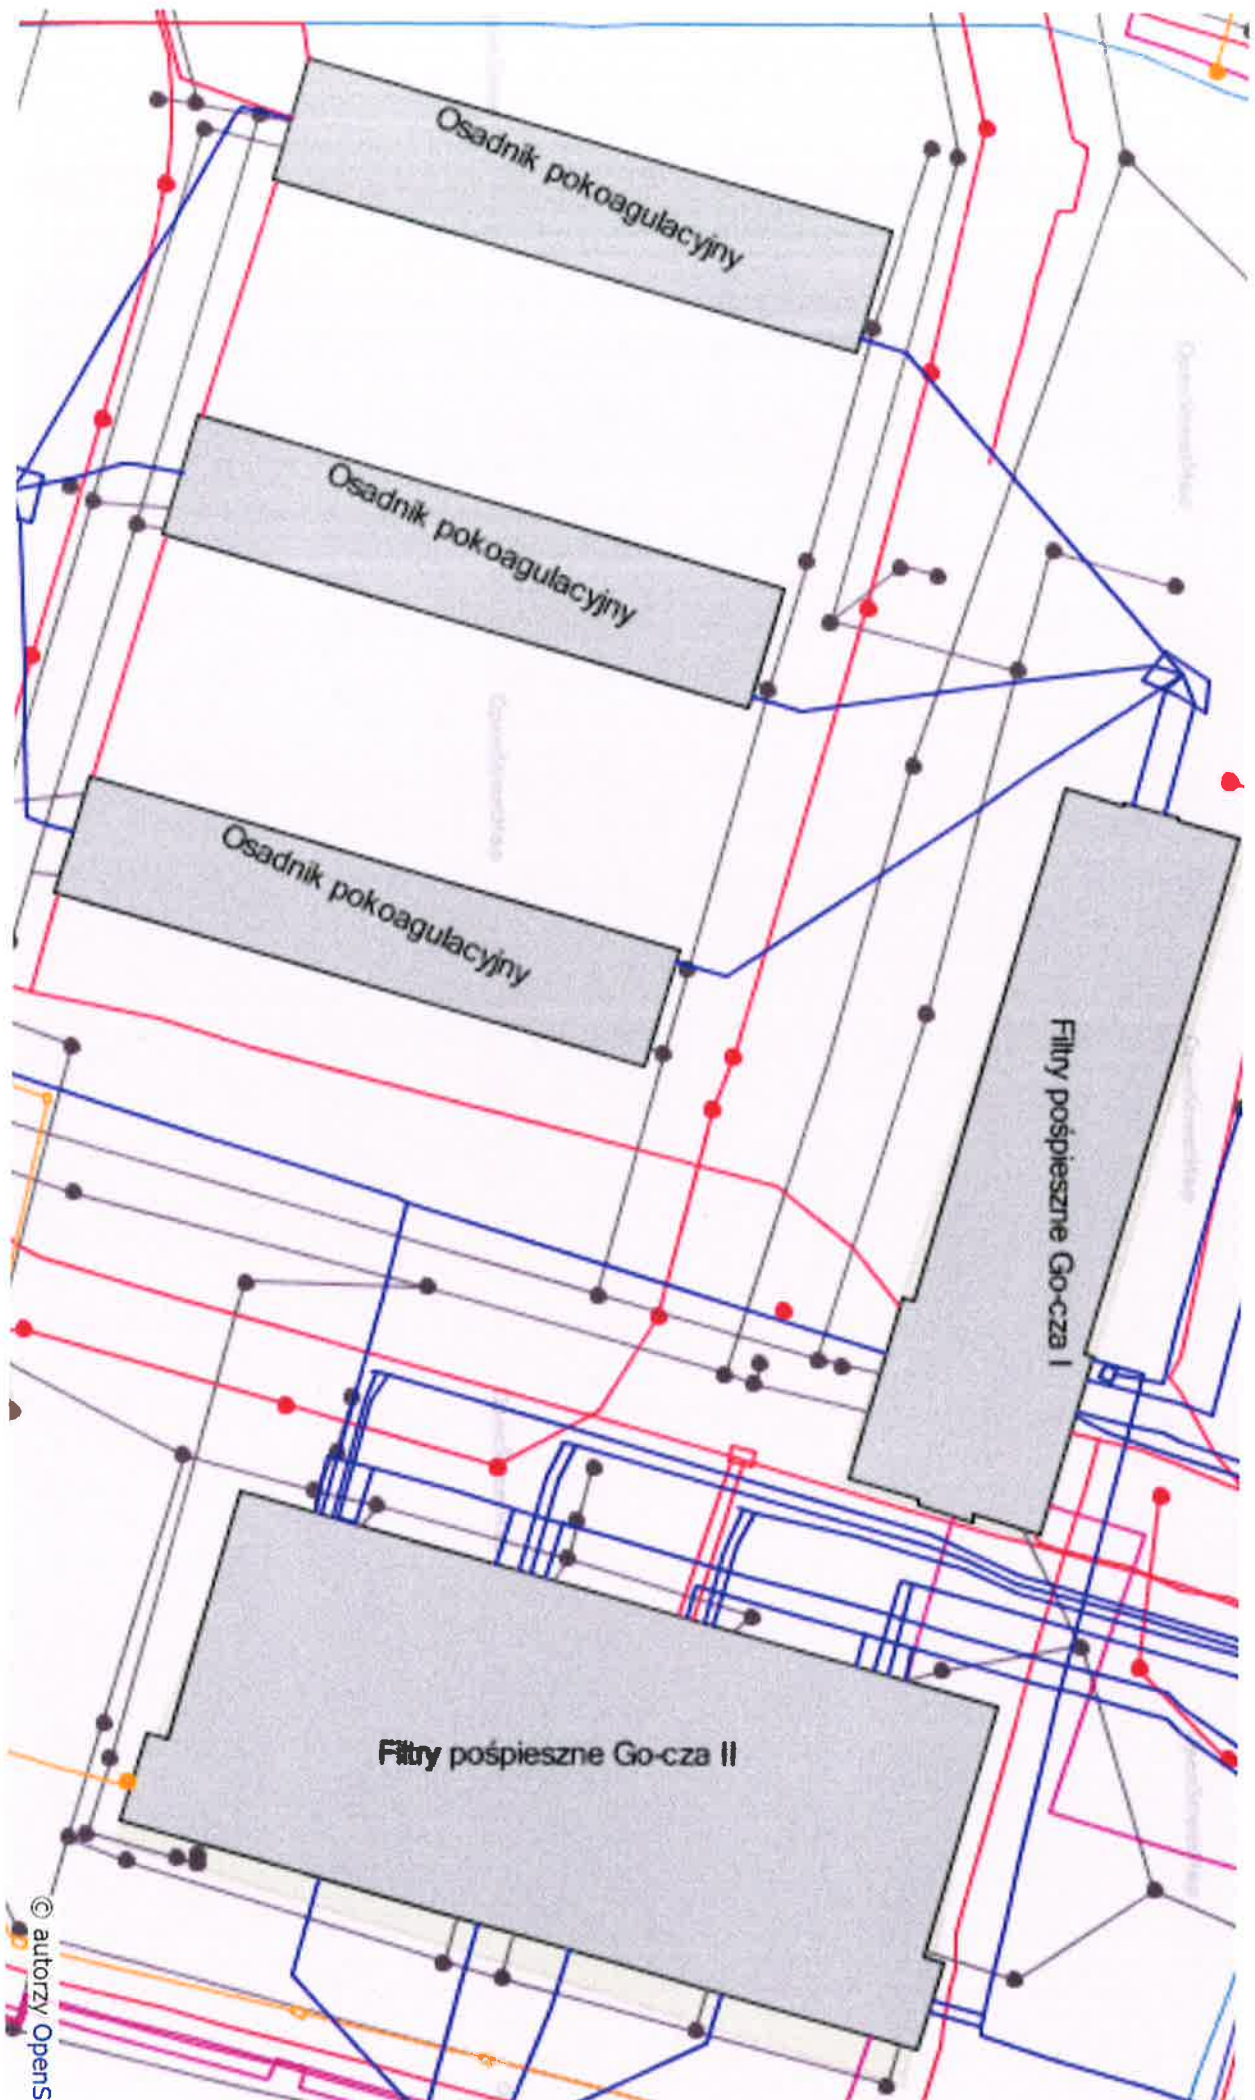 Osadnik pokoagulacyjny
Osadnik pokoagulacyjny
Osadnik pokoagulacyjny
Filtry pośpieszne Go-cza I
Filtry pośpieszne Go-cza II
© autorzy OpenS